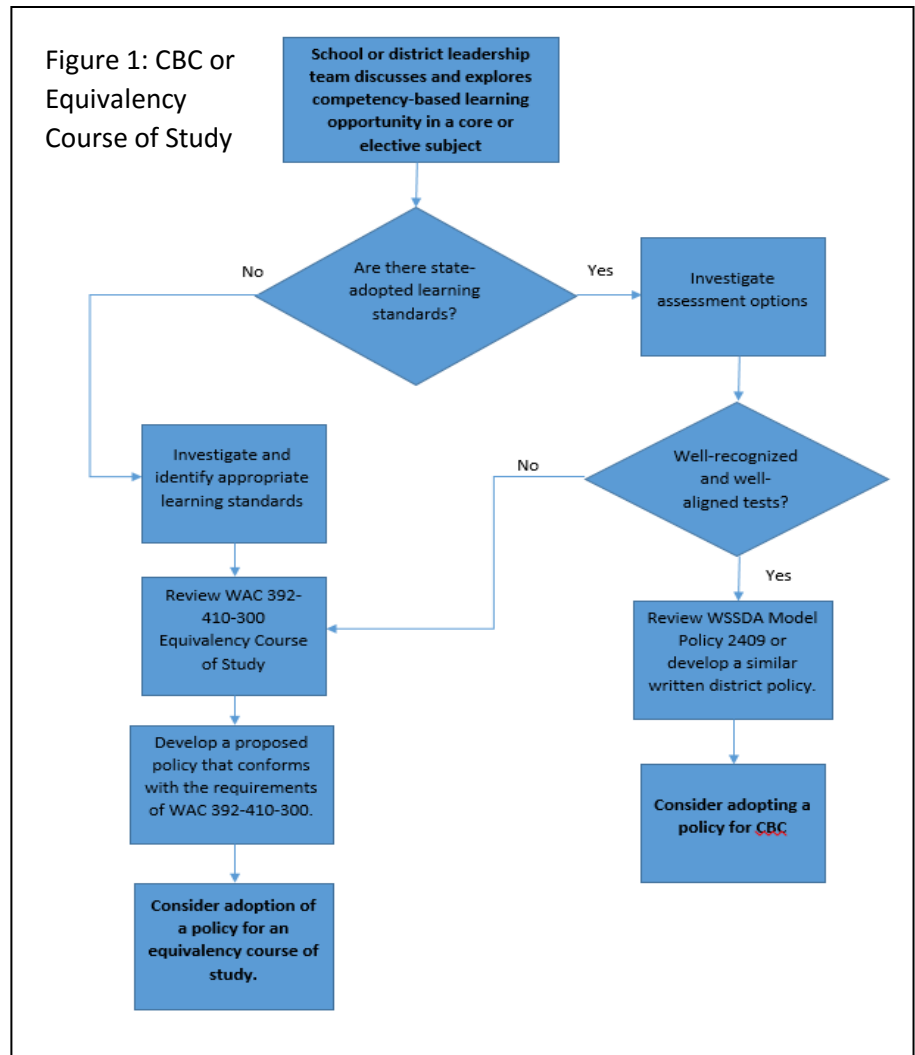 Figure 1: CBC or
Equivalency
Course of Study
School or district leadership
team discusses and explores
competency-based learning
opportunity in a core or
elective subject
No
Are there state-
adopted learning
standards?
Yes
Investigate
assessment options
Investigate and
identify appropriate
learning standards
No
Well-recognized
and well-
aligned tests?
Yes
Review WAC 392-
410-300
Equivalency Course
of Study
Review WSSDA Model
Policy 2409 or
develop a similar
written district policy.
Develop a proposed
policy that conforms
with the requirements
of WAC 392-410-300.
Consider adopting a
policy for CBC
Consider adoption of
a policy for an
equivalency course of
study.